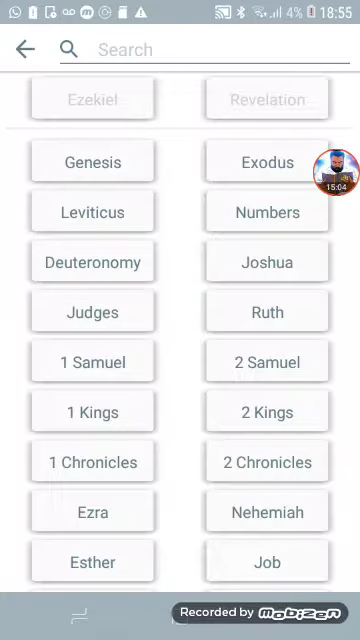 4% 18:55
Search
Ezekiel Revelation
Genesis Exodus
15:04
Leviticus Numbers
Deuteronomy Joshua
Judges Ruth
1 Samuel 2 Samuel
1 Kings 2 Kings
1 Chronicles 2 Chronicles
Ezra Nehemiah
Esther Job
Recorded by mobizen